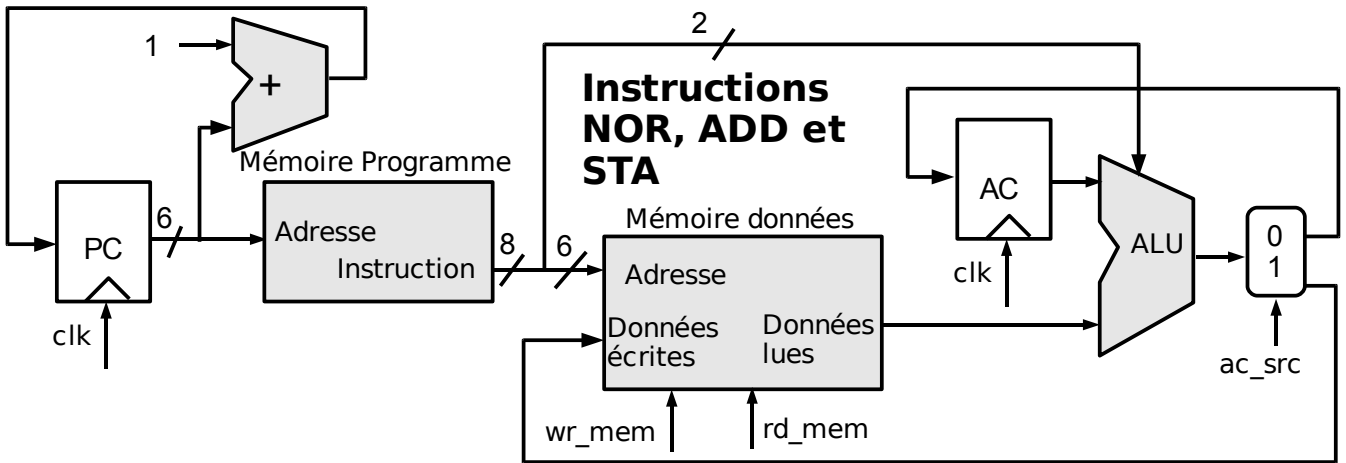 2
1
+
Instructions
NOR, ADD et
STA
Mémoire Programme
AC
6
Adresse
Instruction
PC
clk
8
6
Mémoire données
Adresse
Données
écrites
Données
lues
clk
ALU
0
1
ac_src
wr_mem
rd_mem